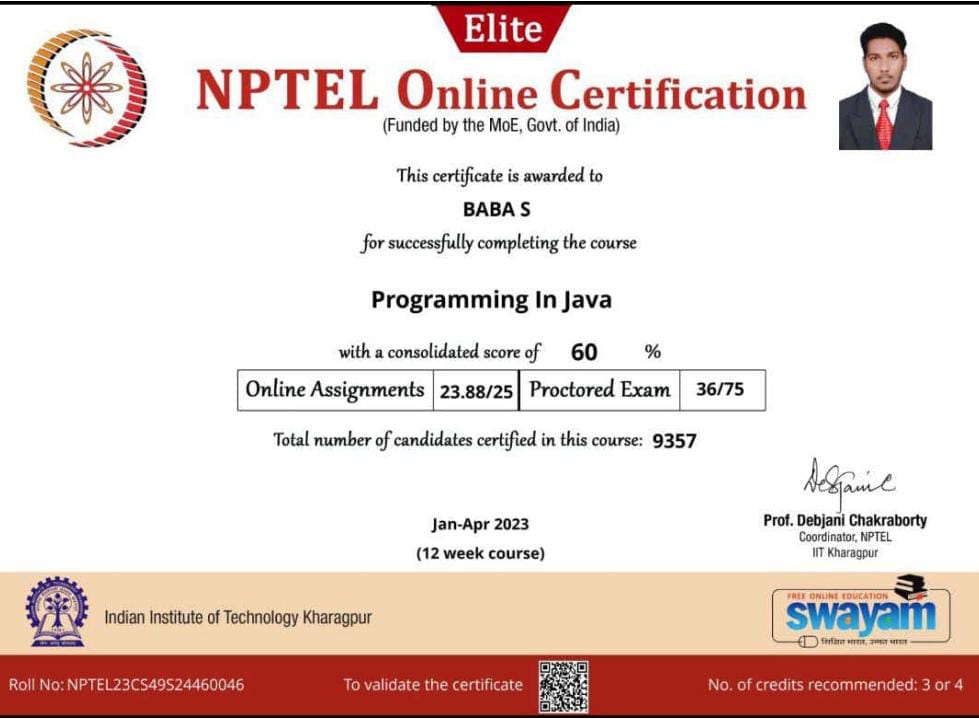 Elite
NPTEL Online Certification
(Funded by the MoE, Govt. of India)
This certificate is awarded to
BABA S
for successfully completing the course
Programming In Java
with a consolidated score of 60 %
Online Assignments 23.88/25 Proctored Exam 36/75
Total number of candidates certified in this course: 9357
Jan-Apr 2023
(12 week course)
Prof. Debjani Chakraborty
Coordinator, NPTEL
IIT Kharagpur
Indian Institute of Technology Kharagpur
FREE ONLINE EDUCATION
swayam
शिक्षित भारत, उन्नत भारत
Roll No: NPTEL23CS49S24460046
To validate the certificate
No. of credits recommended: 3 or 4